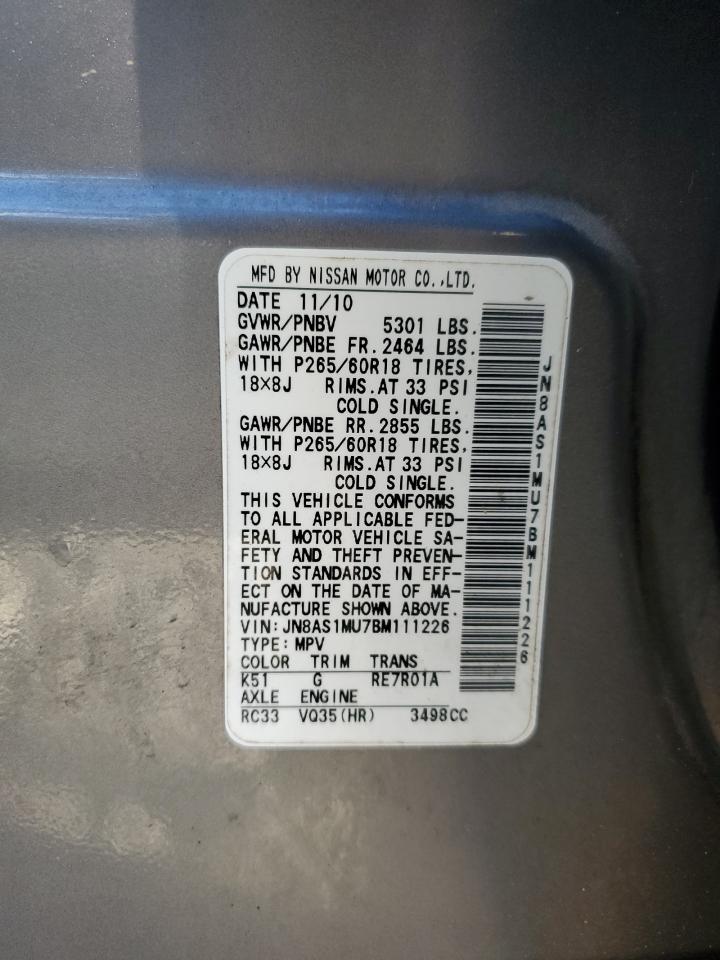 MFD BY NISSAN MOTOR CO.,LTD.
DATE 11/10
GVWR/PNBV 5301 LBS.
GAWR/PNBE FR. 2464 LBS.
WITH P265/60R18 TIRES,
18×8J RIMS.AT 33 PSI
COLD SINGLE.
GAWR/PNBE RR. 2855 LBS.
WITH P265/60R18 TIRES,
18×8J RIMS.AT 33 PSI
COLD SINGLE.
THIS VEHICLE CONFORMS
TO ALL APPLICABLE FED-
ERAL MOTOR VEHICLE SA-
FETY AND THEFT PREVEN-
TION STANDARDS IN EFF-
ECT ON THE DATE OF MA-
NUFACTURE SHOWN ABOVE.
VIN: JN8AS1MU7BM111226
TYPE: MPV
COLOR TRIM TRANS
K51 G RE7R01A
AXLE ENGINE
RC33 VQ35(HR) 3498CC
JN8AS1MU7BM111226